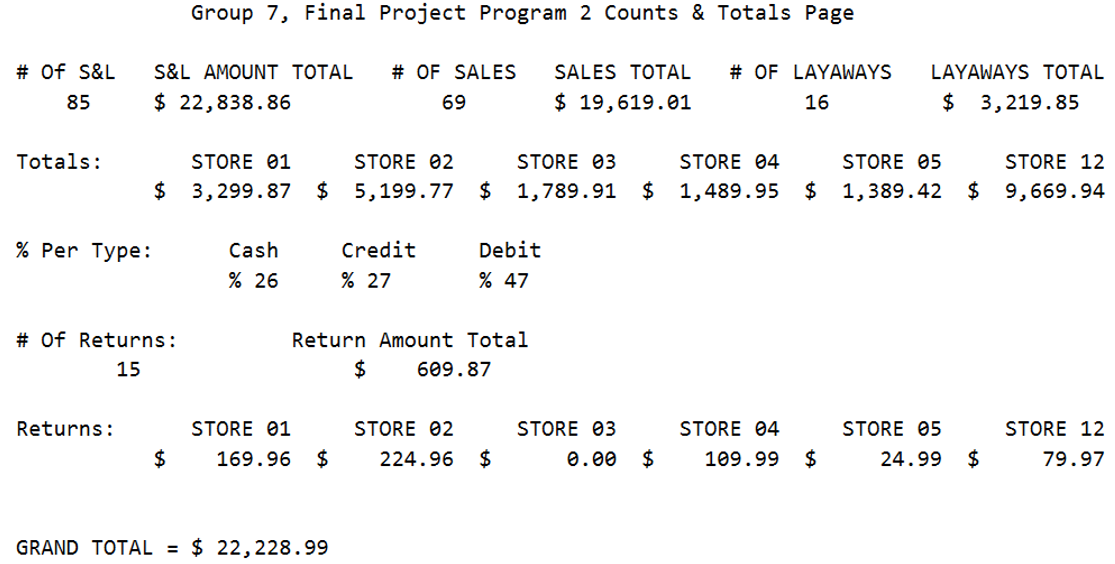 Group 7, Final Project Program 2 Counts & Totals Page
# Of S&L S&L AMOUNT TOTAL # OF SALES SALES TOTAL # OF LAYAWAYS LAYAWAYS TOTAL
85 $ 22,838.86 69 $ 19,619.01 16 $ 3,219.85
Totals: STORE 01 STORE 02 STORE 03 STORE 04 STORE 05 STORE 12
$ 3,299.87 $ 5,199.77 $ 1,789.91 $ 1,489.95 $ 1,389.42 $ 9,669.94
% Per Type: Cash Credit Debit
% 26 % 27 % 47
# Of Returns: Return Amount Total
15 $ 609.87
Returns: STORE 01 STORE 02 STORE 03 STORE 04 STORE 05 STORE 12
$ 169.96 $ 224.96 $ 0.00 $ 109.99 $ 24.99 $ 79.97
GRAND TOTAL = $ 22,228.99